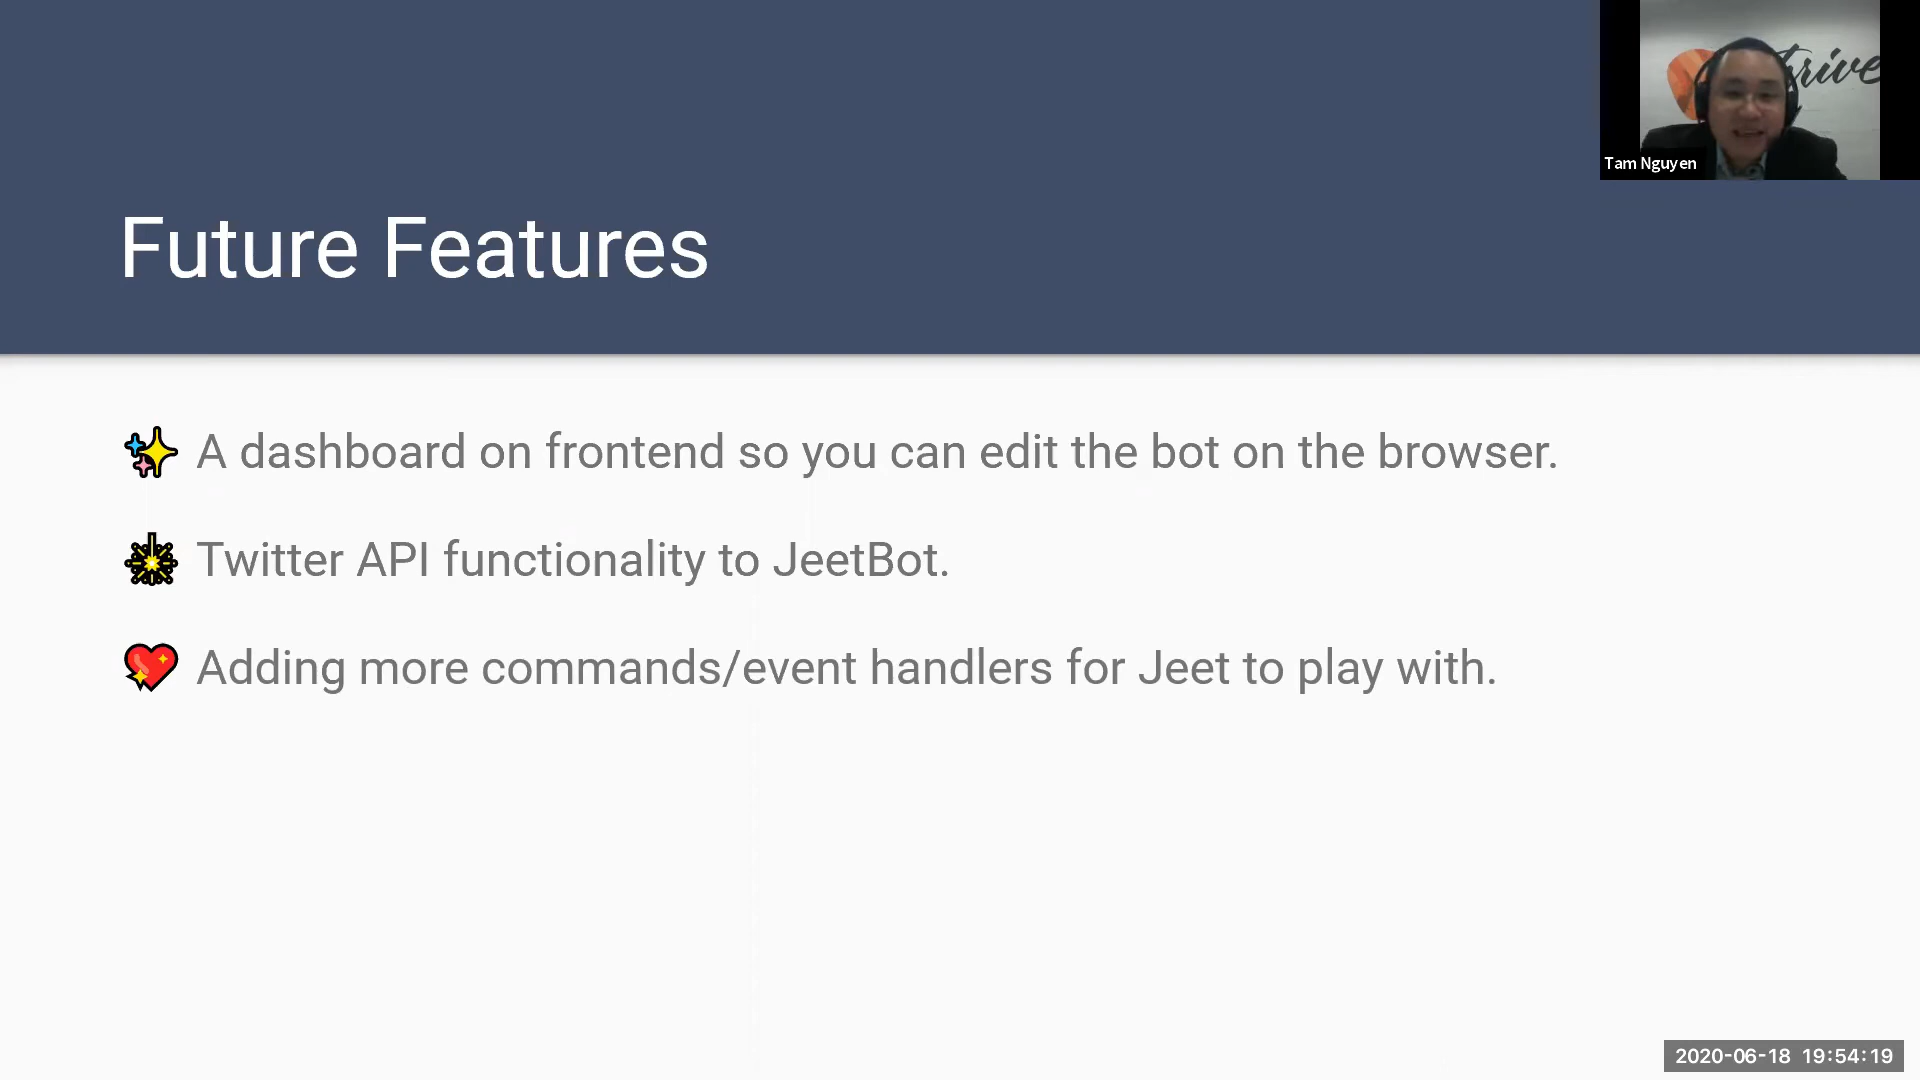 Tam Nguyen
Future Features
A dashboard on frontend so you can edit the bot on the browser.
Twitter API functionality to JeetBot.
Adding more commands/event handlers for Jeet to play with.
2020-06-18 19:54:19